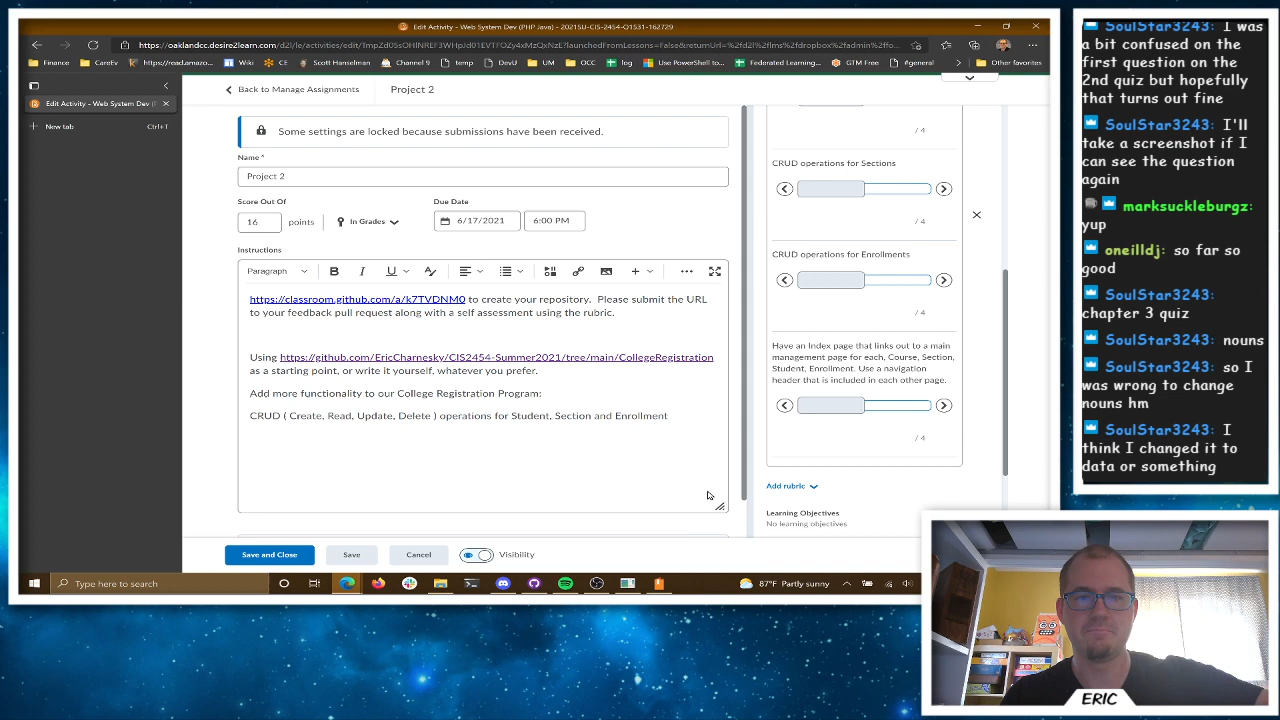 Edit Activity - Web System Dev (PHP Java) - 2021SU-CIS-2454-O1531-162729
Finance
CareEv
https://read.amazo...
Wiki
CE
Scott Hanselman
Channel 9
temp
DevU
UM
OCC
log
Use PowerShell to...
Federated Learning...
GTM Free
#general
Other favorites
Edit Activity - Web System Dev (P
New tab
Ctrl+T
Back to Manage Assignments
Project 2
Some settings are locked because submissions have been received.
Name *
Project 2
Score Out Of
Due Date
16
points
In Grades
6/17/2021
6:00 PM
Instructions
Paragraph
https://classroom.github.com/a/k7TVDNM0 to create your repository. Please submit the URL
to your feedback pull request along with a self assessment using the rubric.
Using https://github.com/EricCharnesky/CIS2454-Summer2021/tree/main/CollegeRegistration
as a starting point, or write it yourself, whatever you prefer.
Add more functionality to our College Registration Program:
CRUD ( Create, Read, Update, Delete ) operations for Student, Section and Enrollment
Save and Close
Save
Cancel
Visibility
/ 4
CRUD operations for Sections
/ 4
CRUD operations for Enrollments
/ 4
Have an Index page that links out to a main
management page for each, Course, Section,
Student, Enrollment. Use a navigation
header that is included in each other page.
/ 4
Add rubric
Learning Objectives
No learning objectives
Type here to search
87°F Partly sunny
SoulStar3243: I was
a bit confused on the
first question on the
2nd quiz but hopefully
that turns out fine
SoulStar3243: I'll
take a screenshot if I
can see the question
again
marksuckleburgz:
yup
oneilldj: so far so
good
SoulStar3243:
chapter 3 quiz
SoulStar3243: nouns
SoulStar3243: so I
was wrong to change
nouns hm
SoulStar3243: I
think I changed it to
data or something
ERIC